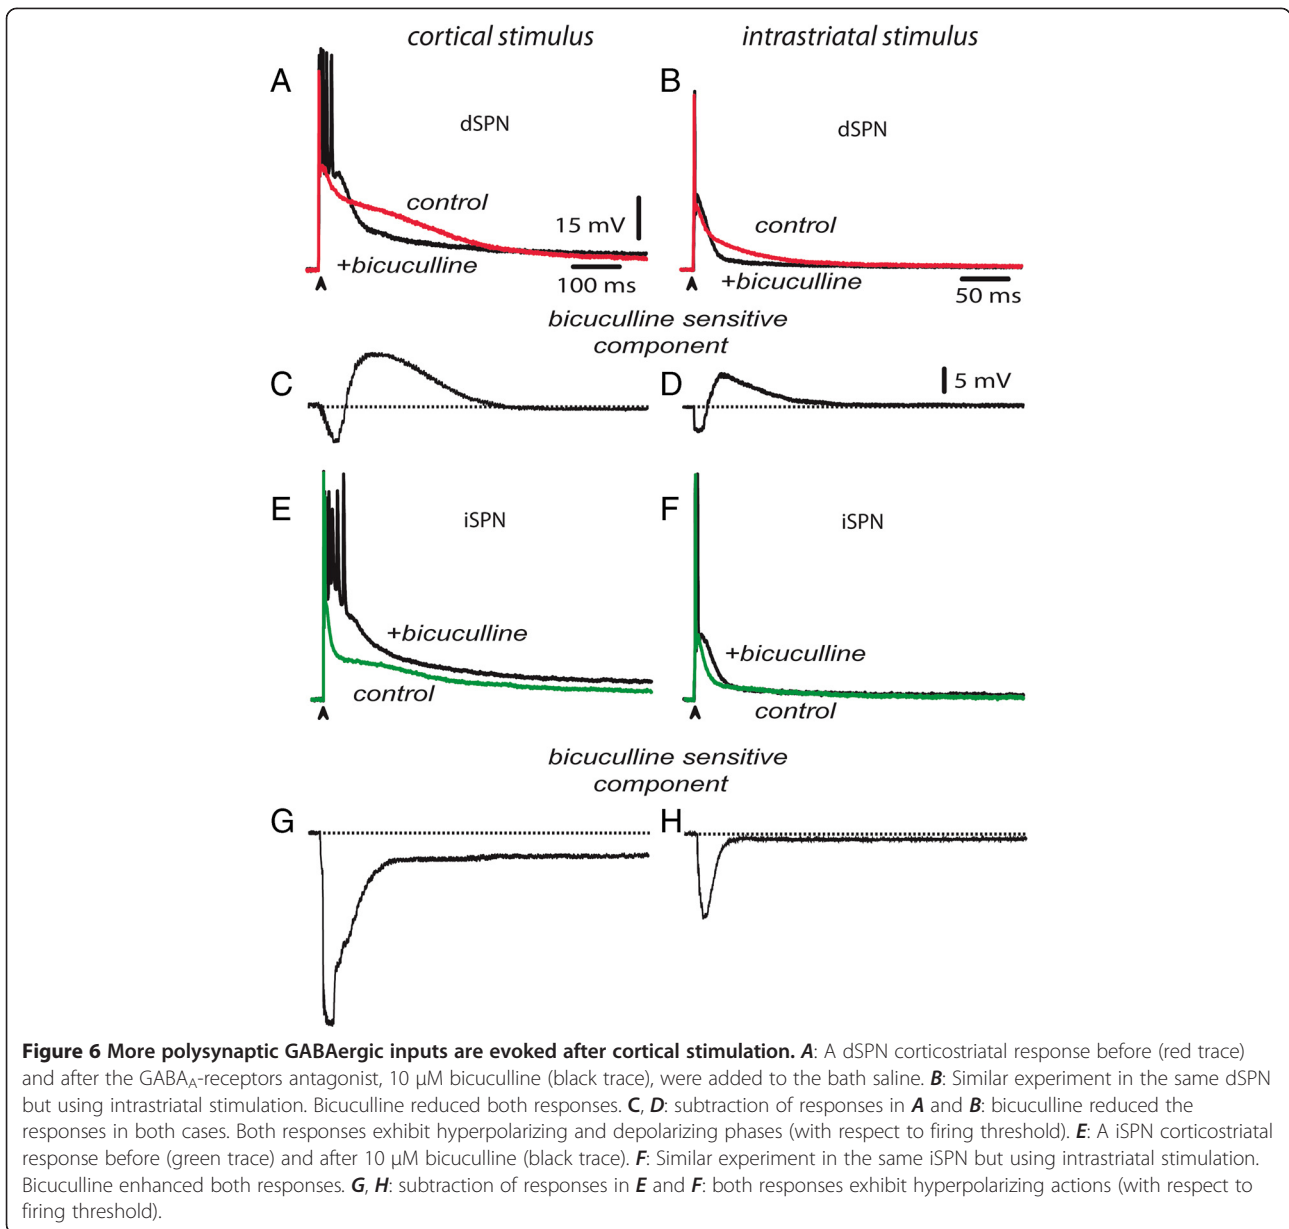 cortical stimulus
intrastriatal stimulus
A
B
dSPN
dSPN
control
control
15 mV
+bicuculline
+bicuculline
100 ms
50 ms
bicuculline sensitive
component
C
D
5 mV
E
F
iSPN
iSPN
+bicuculline
+bicuculline
control
control
bicuculline sensitive
component
G
H
Figure 6 More polysynaptic GABAergic inputs are evoked after cortical stimulation. A: A dSPN corticostriatal response before (red trace)
and after the GABAA-receptors antagonist, 10 μM bicuculline (black trace), were added to the bath saline. B: Similar experiment in the same dSPN
but using intrastriatal stimulation. Bicuculline reduced both responses. C, D: subtraction of responses in A and B: bicuculline reduced the
responses in both cases. Both responses exhibit hyperpolarizing and depolarizing phases (with respect to firing threshold). E: A iSPN corticostriatal
response before (green trace) and after 10 μM bicuculline (black trace). F: Similar experiment in the same iSPN but using intrastriatal stimulation.
Bicuculline enhanced both responses. G, H: subtraction of responses in E and F: both responses exhibit hyperpolarizing actions (with respect to
firing threshold).